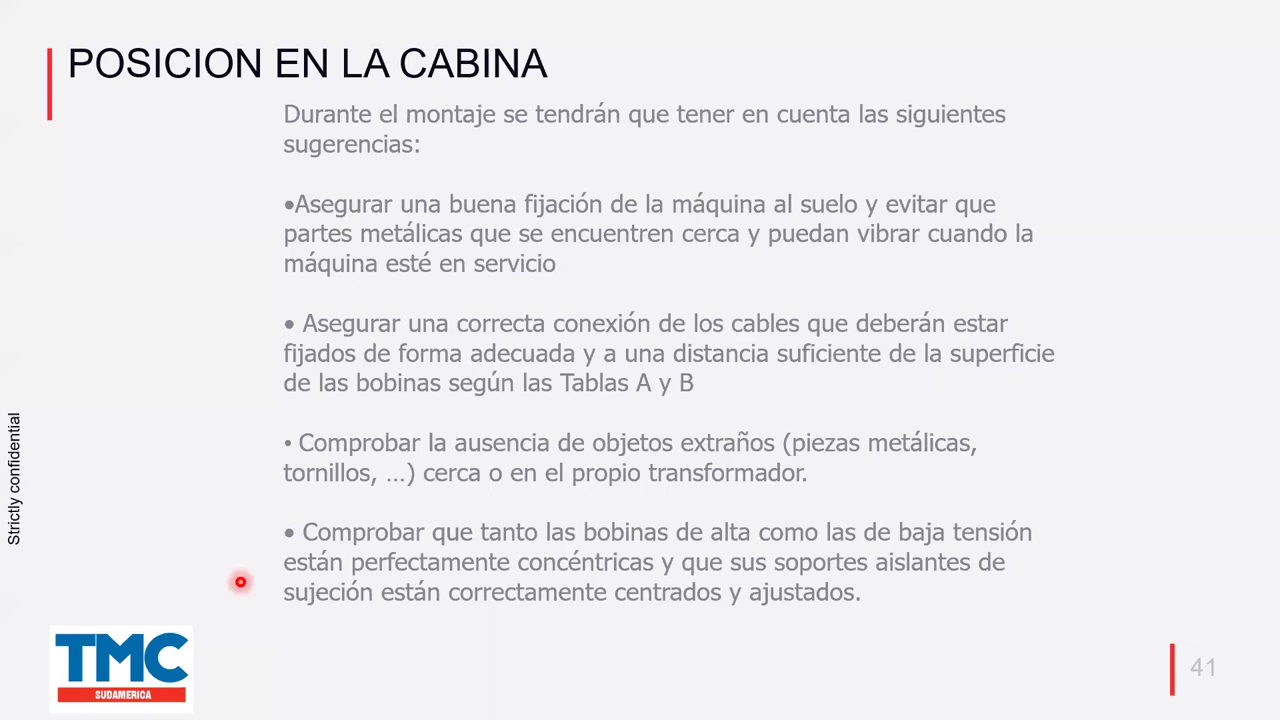 POSICION EN LA CABINA
Durante el montaje se tendrán que tener en cuenta las siguientes
sugerencias:
•Asegurar una buena fijación de la máquina al suelo y evitar que
partes metálicas que se encuentren cerca y puedan vibrar cuando la
máquina esté en servicio
• Asegurar una correcta conexión de los cables que deberán estar
fijados de forma adecuada y a una distancia suficiente de la superficie
de las bobinas según las Tablas A y B
• Comprobar la ausencia de objetos extraños (piezas metálicas,
tornillos, ...) cerca o en el propio transformador.
• Comprobar que tanto las bobinas de alta como las de baja tensión
están perfectamente concéntricas y que sus soportes aislantes de
sujeción están correctamente centrados y ajustados.
Strictly confidential
TMC
SUDAMERICA
41